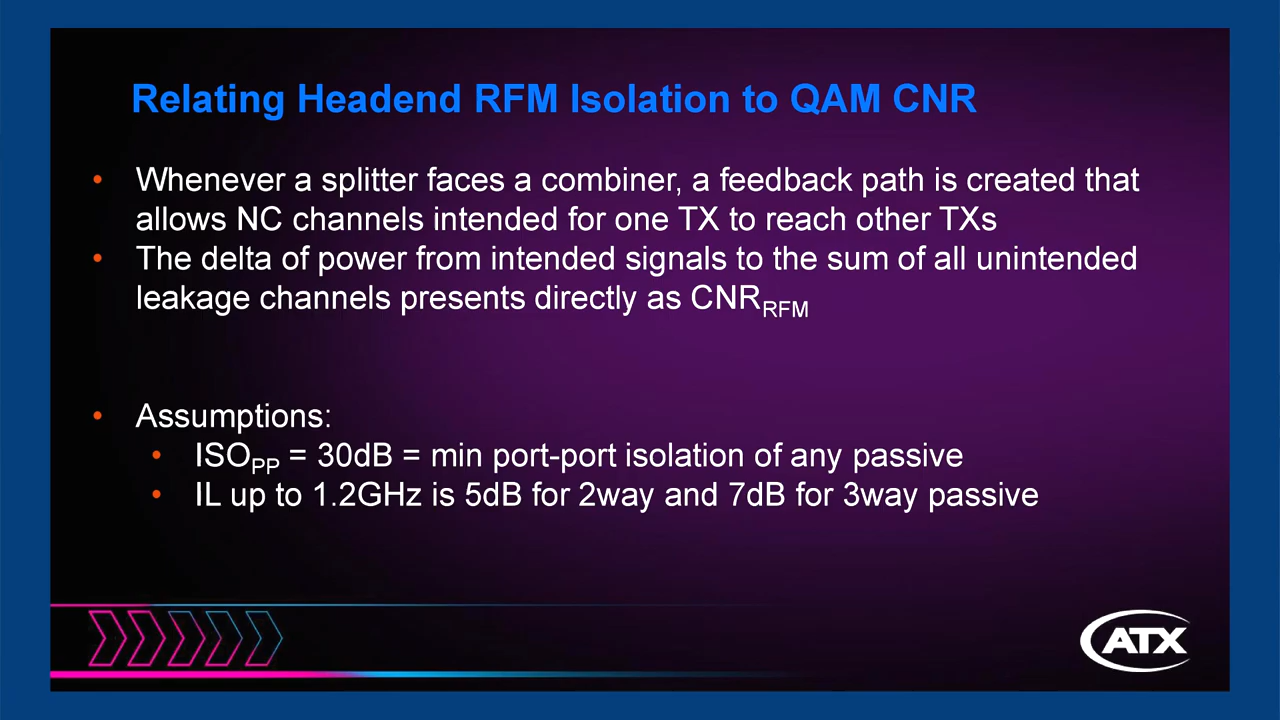 Relating Headend RFM Isolation to QAM CNR
• Whenever a splitter faces a combiner, a feedback path is created that
allows NC channels intended for one TX to reach other TXs
• The delta of power from intended signals to the sum of all unintended
leakage channels presents directly as CNR_RFM
• Assumptions:
• ISO_PP = 30dB = min port-port isolation of any passive
• IL up to 1.2GHz is 5dB for 2way and 7dB for 3way passive
ATX